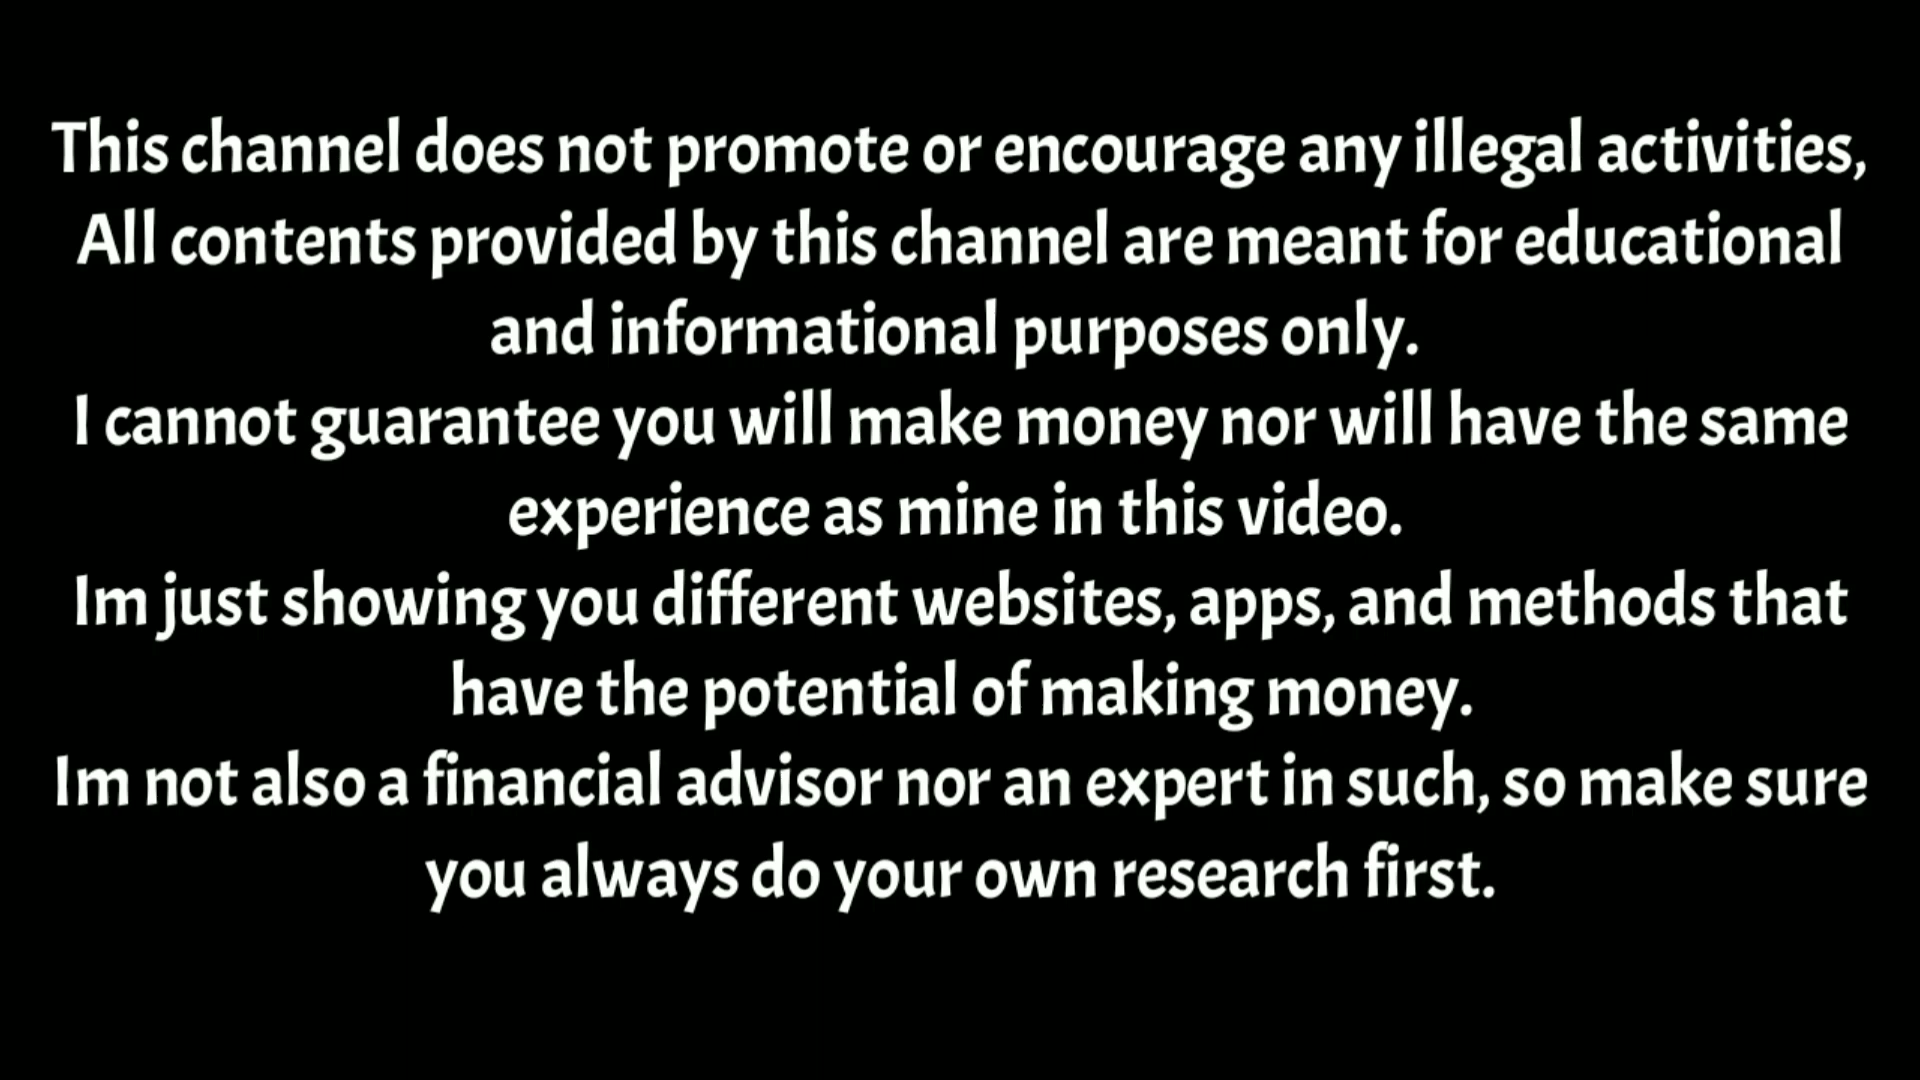 This channel does not promote or encourage any illegal activities,
All contents provided by this channel are meant for educational
and informational purposes only.
I cannot guarantee you will make money nor will have the same
experience as mine in this video.
Im just showing you different websites, apps, and methods that
have the potential of making money.
Im not also a financial advisor nor an expert in such, so make sure
you always do your own research first.